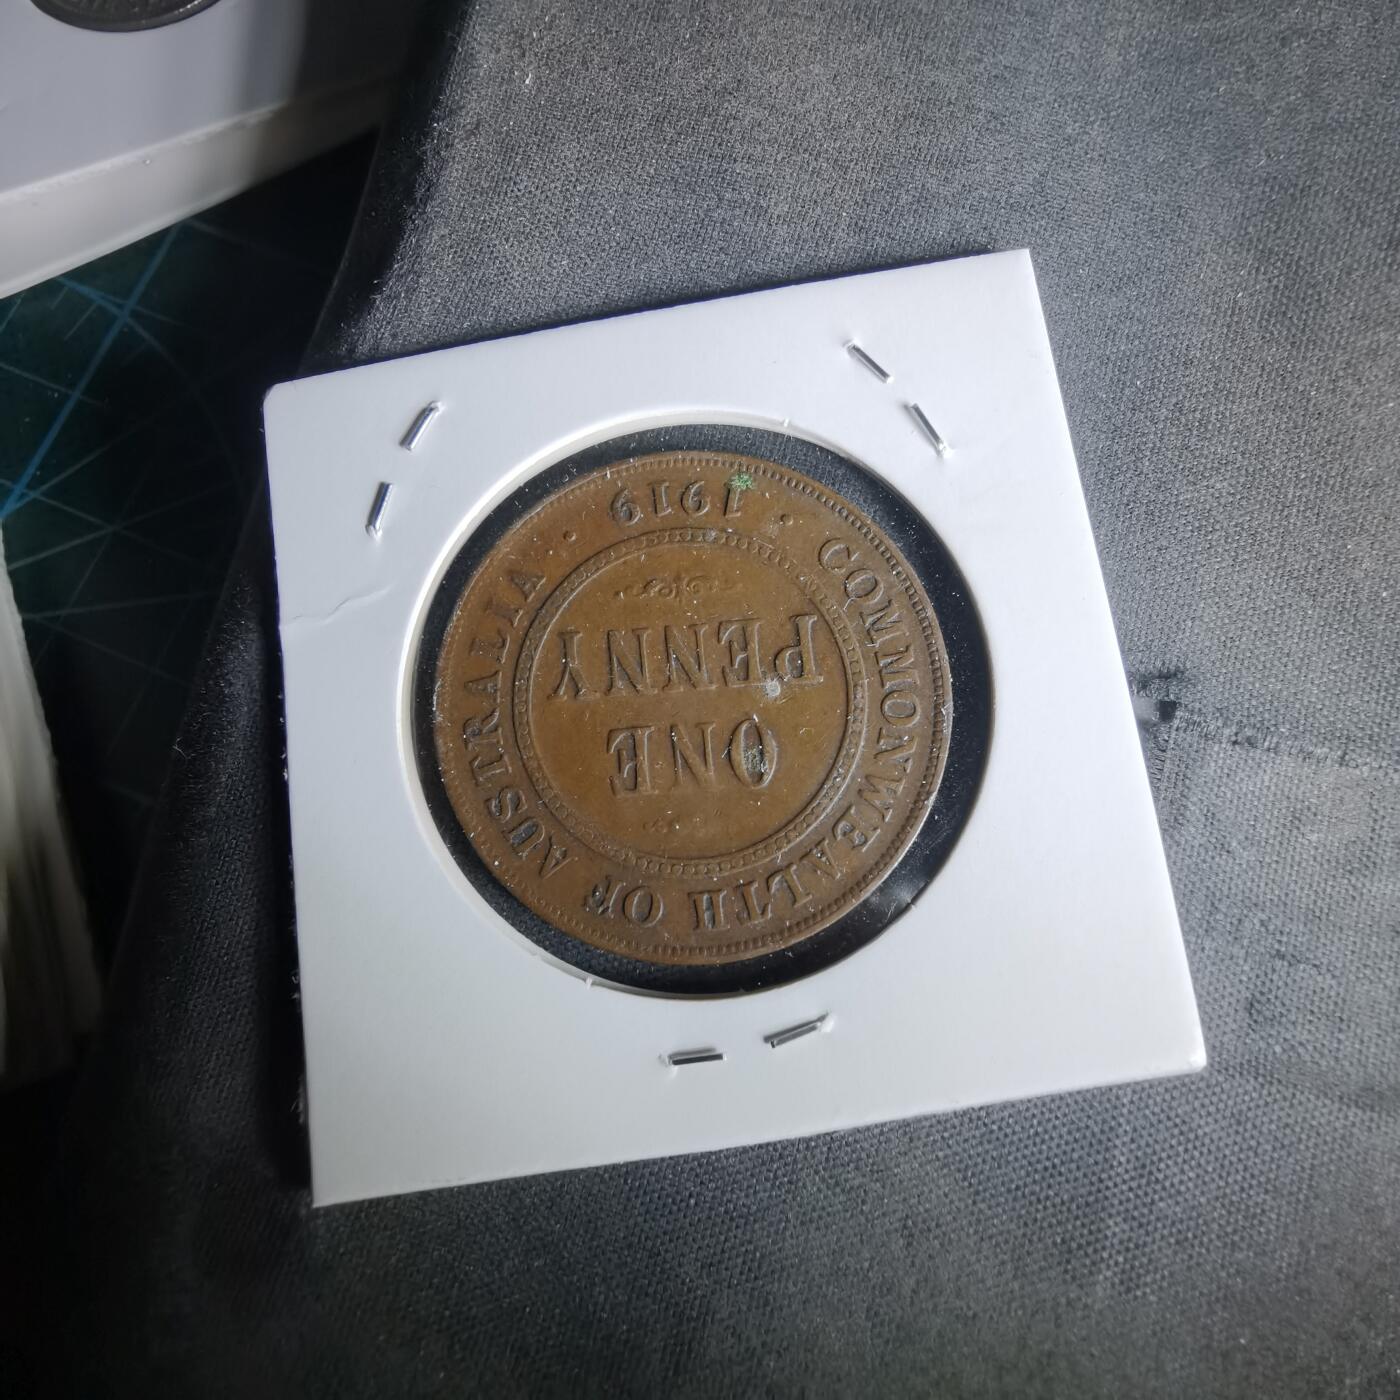 COMMONWEALTH OF AUSTRALIA
ONE
PENNY
· 1919 ·